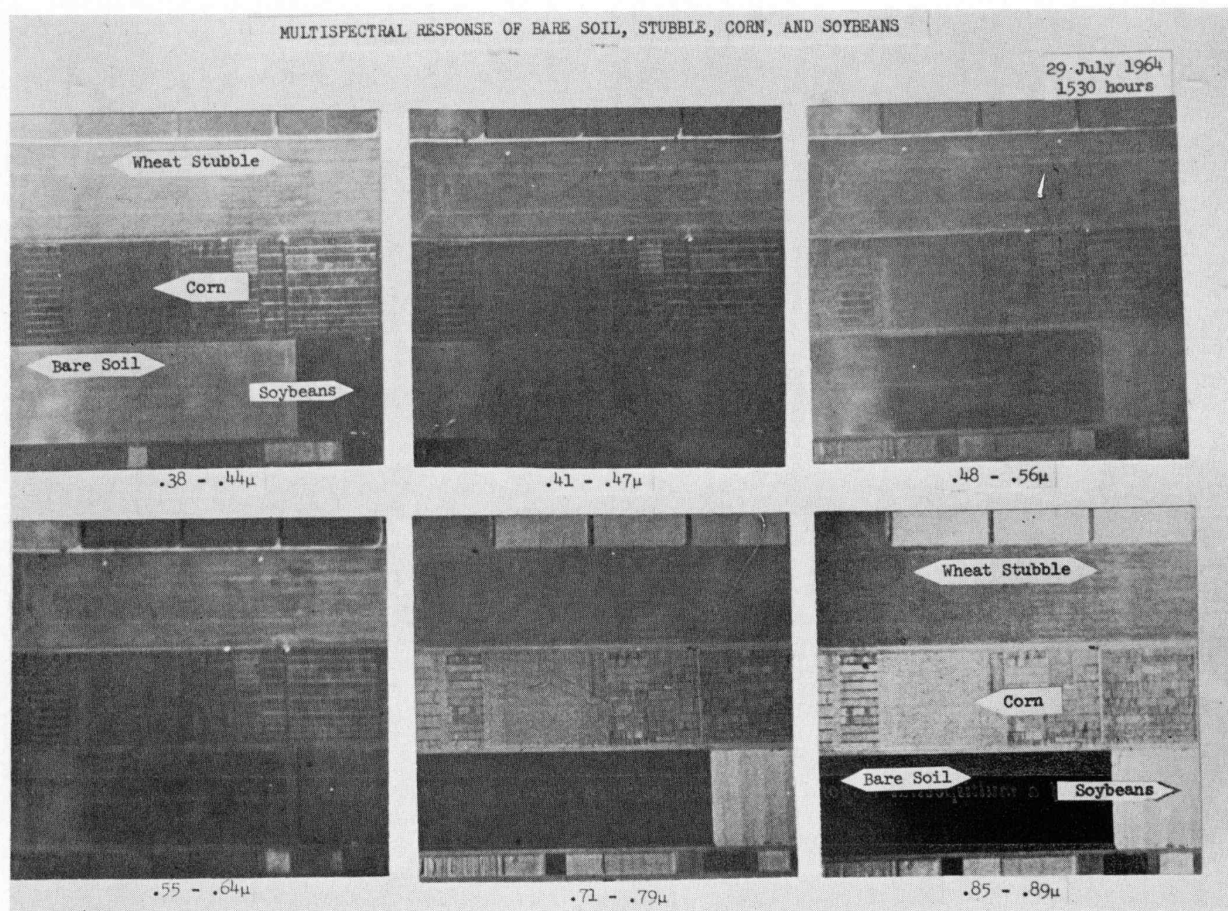 MULTISPECTRAL RESPONSE OF BARE SOIL, STUBBLE, CORN, AND SOYBEANS
29 July 1964
1530 hours
Wheat Stubble
Corn
Bare Soil
Soybeans
.38 - .44μ
.41 - .47μ
.48 - .56μ
Wheat Stubble
Corn
Bare Soil
Soybeans
.55 - .64μ
.71 - .79μ
.85 - .89μ